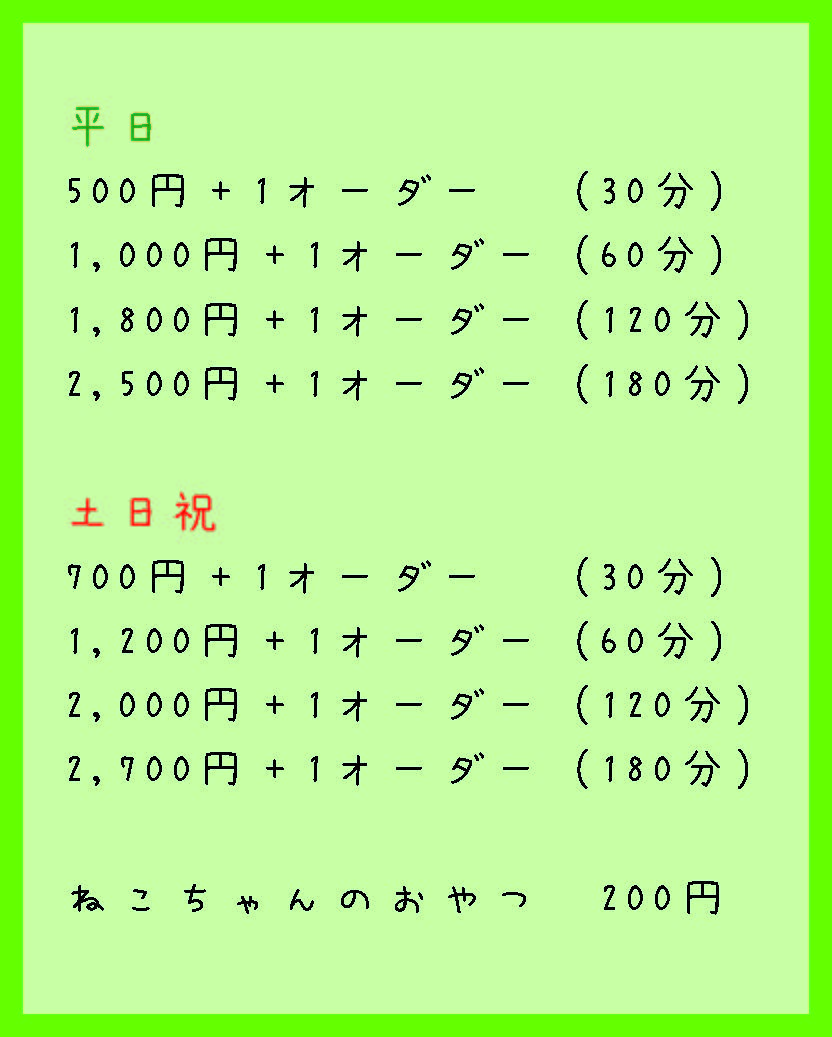 平日
500円+1オーダー (30分)
1,000円+1オーダー (60分)
1,800円+1オーダー (120分)
2,500円+1オーダー (180分)
土日祝
700円+1オーダー (30分)
1,200円+1オーダー (60分)
2,000円+1オーダー (120分)
2,700円+1オーダー (180分)
ねこちゃんのおやつ 200円